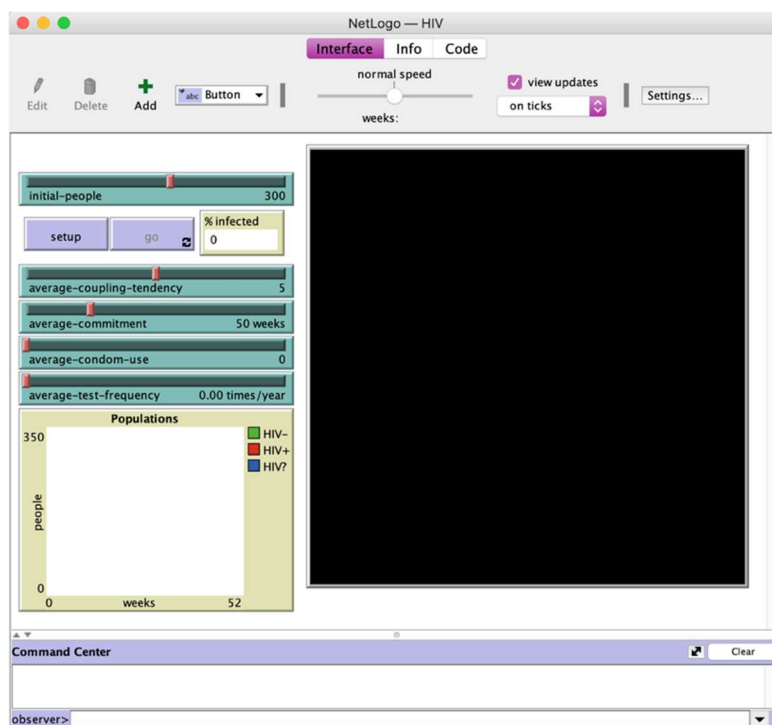 NetLogo — HIV
Interface Info Code
Edit Delete Add abc Button normal speed view updates
on ticks Settings...
weeks:
initial-people 300
setup go % infected
0
average-coupling-tendency 5
average-commitment 50 weeks
average-condom-use 0
average-test-frequency 0.00 times/year
Populations
350
people
0
0 weeks 52
HIV-
HIV+
HIV?
Command Center Clear
observer>